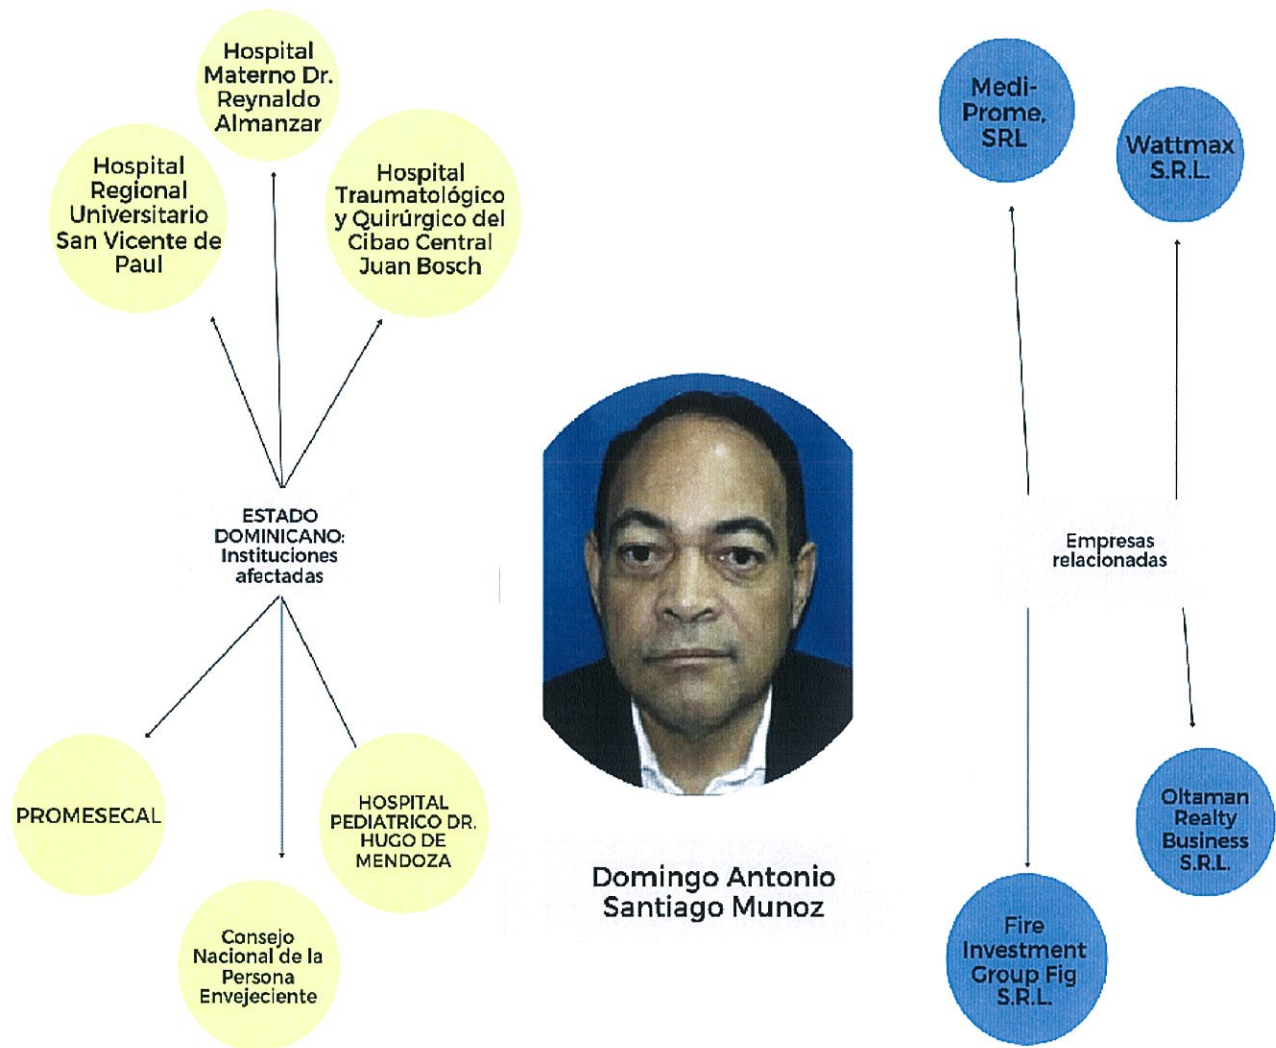 Hospital
Materno Dr.
Reynaldo
Almanzar
Hospital
Regional
Universitario
San Vicente de
Paul
Hospital
Traumatológico
y Quirúrgico del
Cibao Central
Juan Bosch
ESTADO
DOMINICANO:
Instituciones
afectadas
PROMESECAL
Consejo
Nacional de la
Persona
Envejeciente
HOSPITAL
PEDIATRICO DR.
HUGO DE
MENDOZA
Domingo Antonio
Santiago Munoz
Medi-
Prome,
SRL
Wattmax
S.R.L.
Empresas
relacionadas
Oltaman
Realty
Business
S.R.L.
Fire
Investment
Group Fig
S.R.L.